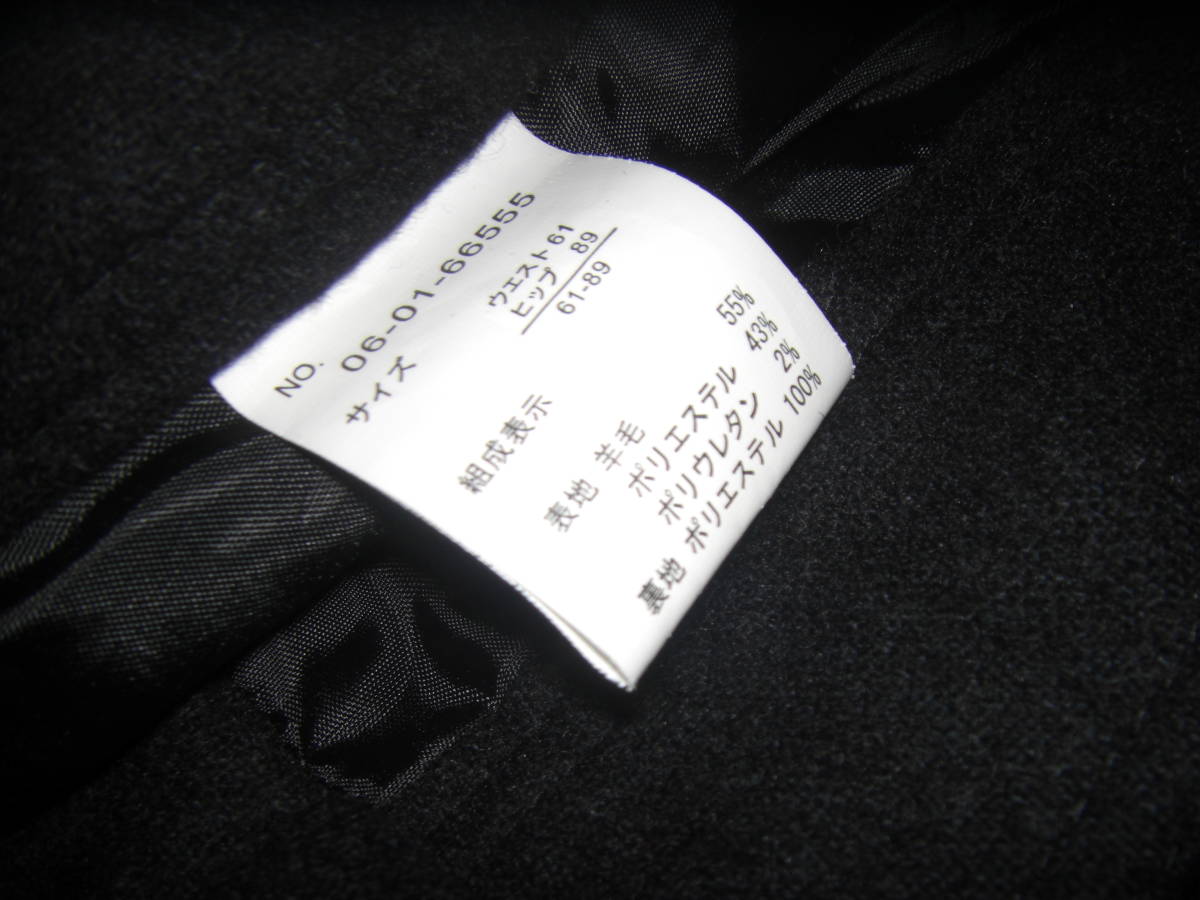 NO.
06-01-66555
サイズ
ウエスト 61
ヒップ 89
61-89
組成表示
表地 羊毛 55%
ポリエステル 43%
ポリウレタン 2%
裏地 ポリエステル 100%